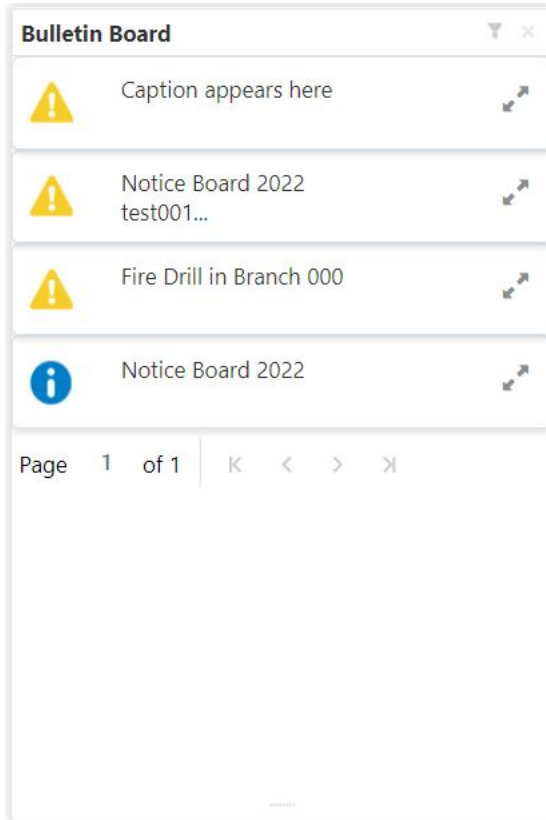 Bulletin Board
Caption appears here
Notice Board 2022
test001...
Fire Drill in Branch 000
Notice Board 2022
Page 1 of 1